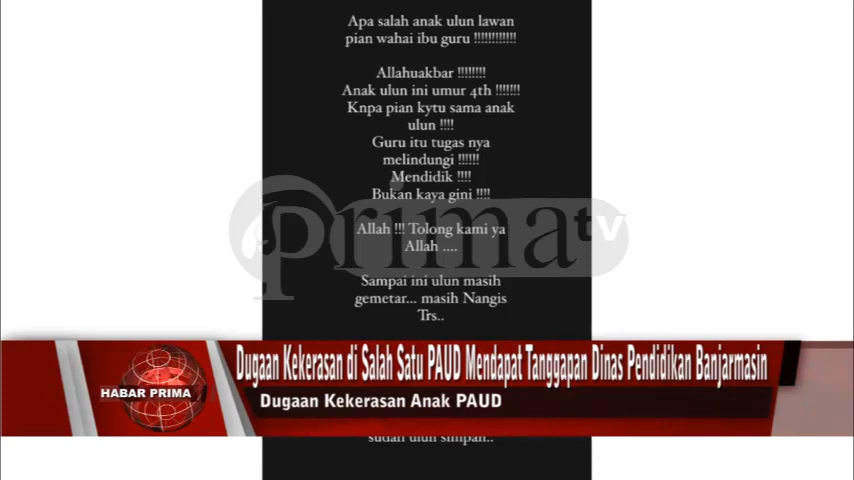 Apa salah anak ulun lawan
pian wahai ibu guru !!!!!!!!!!!!
Allahuakbar !!!!!!!!
Anak ulun ini umur 4th !!!!!!!
Knpa pian kytu sama anak
ulun !!!!
Guru itu tugas nya
melindungi !!!!!!
Mendidik !!!!
Bukan kaya gini !!!!
Allah !!! Tolong kami ya
Allah ....
Sampai ini ulun masih
gemetar... masih Nangis
Trs..
prima tv
Dugaan Kekerasan di Salah Satu PAUD Mendapat Tanggapan Dinas Pendidikan Banjarmasin
HABAR PRIMA
Dugaan Kekerasan Anak PAUD
sudah ulun simpan..